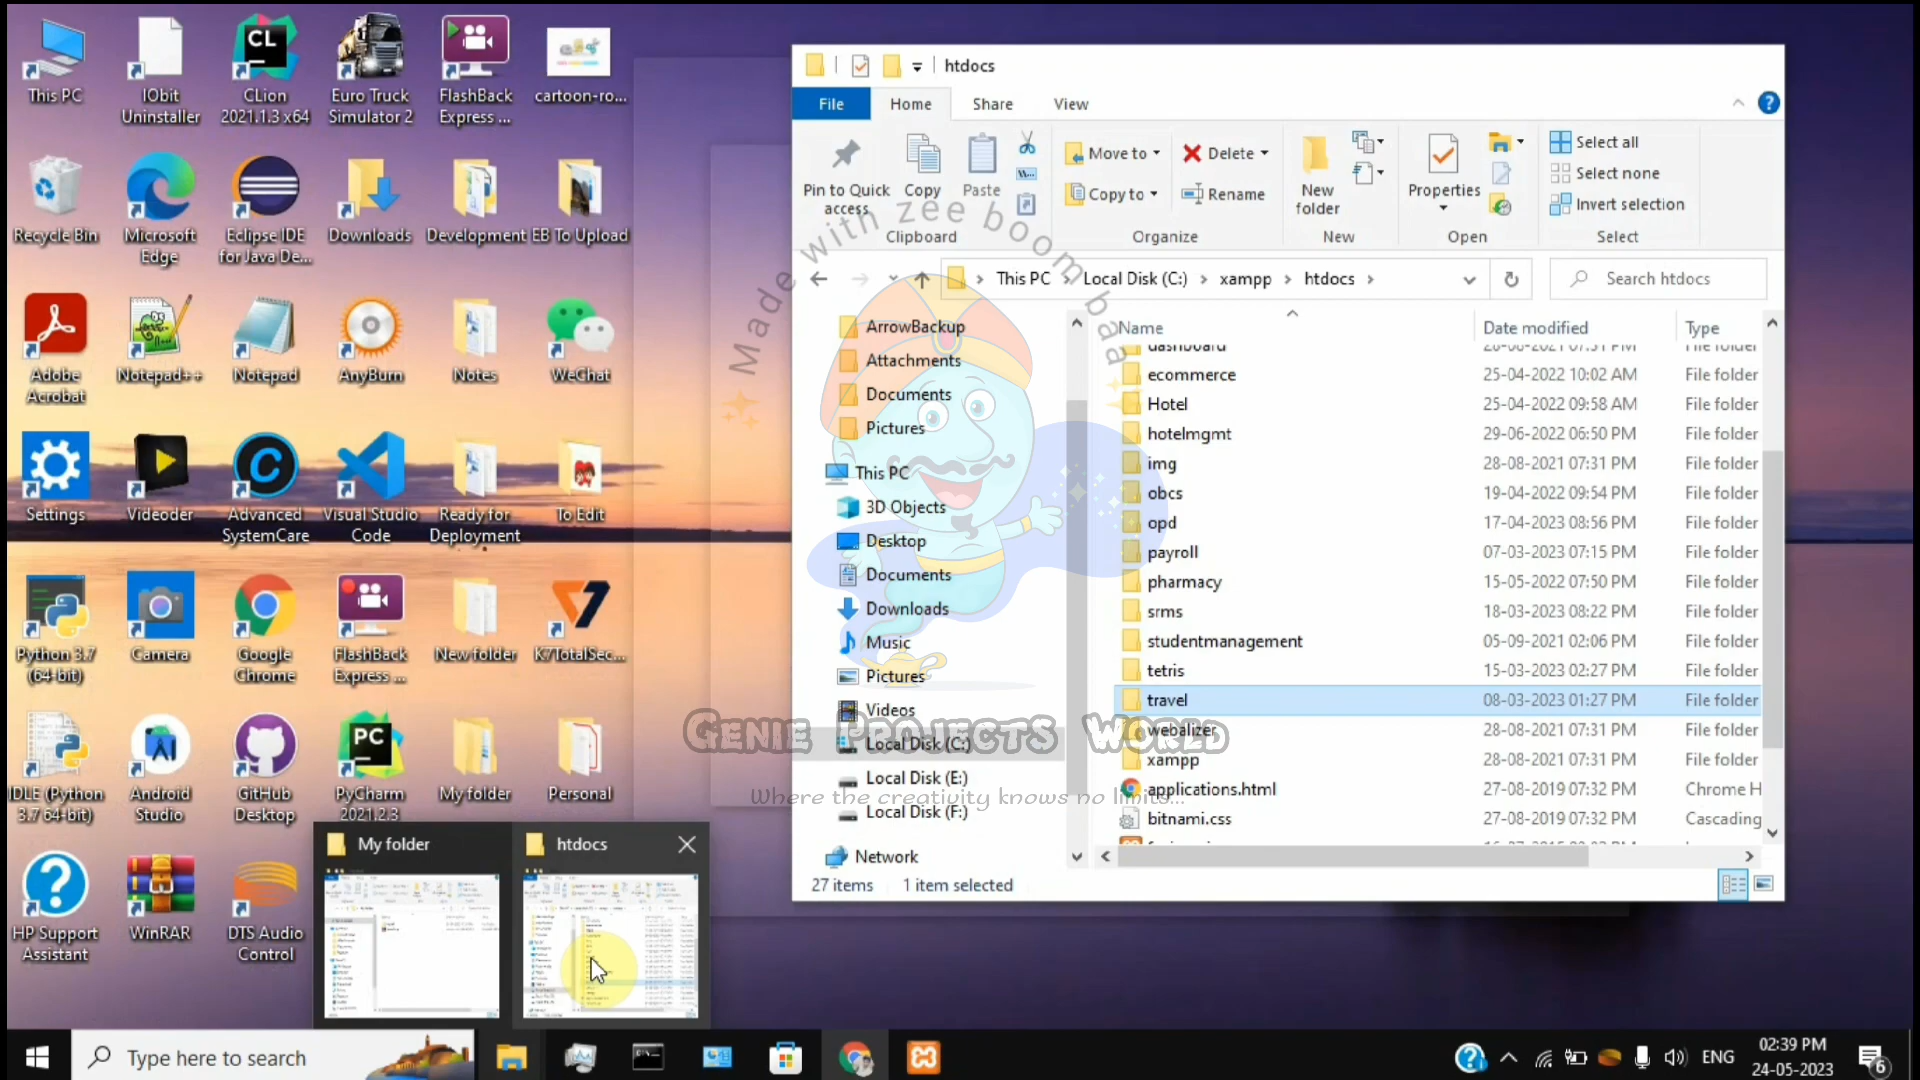 This PC
IObit
Uninstaller
CL
CLion
2021.1.3 x64
Euro Truck
Simulator 2
FlashBack
Express ...
cartoon-ro...
Recycle Bin
Microsoft
Edge
Eclipse IDE
for Java De...
Downloads
Development
EB To Upload
Adobe
Acrobat
Notepad++
Notepad
AnyBurn
Notes
WeChat
Settings
Videoder
Advanced
SystemCare
Visual Studio
Code
Ready for
Deployment
To Edit
Python 3.7
(64-bit)
Camera
Google
Chrome
FlashBack
Express ...
New folder
K7TotalSec...
IDLE (Python
3.7 64-bit)
Android
Studio
GitHub
Desktop
PC
PyCharm
2021.2.3
My folder
Personal
HP Support
Assistant
WinRAR
DTS Audio
Control
My folder
htdocs
htdocs
File
Home
Share
View
Pin to Quick
access
Copy
Paste
Clipboard
Move to
Copy to
Delete
Rename
Organize
New
folder
New
Properties
Open
Select all
Select none
Invert selection
Select
This PC
Local Disk (C:)
xampp
htdocs
Search htdocs
ArrowBackup
Attachments
Documents
Pictures
This PC
3D Objects
Desktop
Documents
Downloads
Music
Pictures
Videos
Local Disk (C:)
Local Disk (E:)
Local Disk (F:)
Network
Name Date modified Type
dashboard 28-08-2021 07:31 PM File folder
ecommerce 25-04-2022 10:02 AM File folder
Hotel 25-04-2022 09:58 AM File folder
hotelmgmt 29-06-2022 06:50 PM File folder
img 28-08-2021 07:31 PM File folder
obcs 19-04-2022 09:54 PM File folder
opd 17-04-2023 08:56 PM File folder
payroll 07-03-2023 07:15 PM File folder
pharmacy 15-05-2022 07:50 PM File folder
srms 18-03-2023 08:22 PM File folder
studentmanagement 05-09-2021 02:06 PM File folder
tetris 15-03-2023 02:27 PM File folder
travel 08-03-2023 01:27 PM File folder
webalizer 28-08-2021 07:31 PM File folder
xampp 28-08-2021 07:31 PM File folder
applications.html 27-08-2019 07:32 PM Chrome H
bitnami.css 27-08-2019 07:32 PM Cascading
27 items 1 item selected
Made with zee boom baa
Genie Projects World
Where the creativity knows no limits...
Type here to search
ENG
02:39 PM
24-05-2023
6